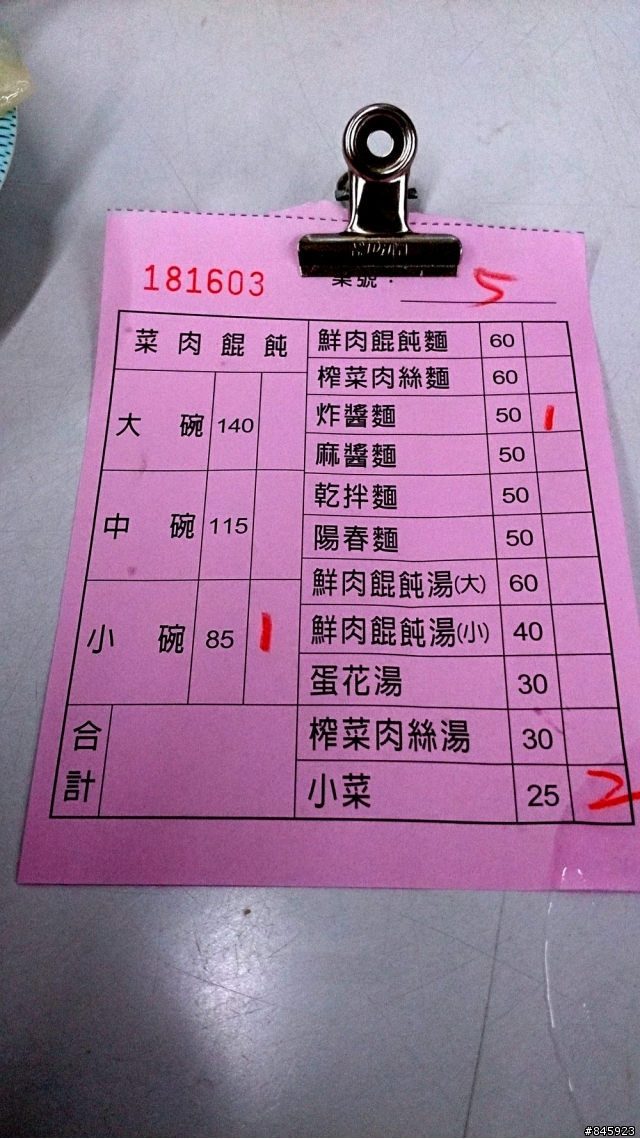 181603
桌號：5
菜肉餛飩
大碗 140
中碗 115
小碗 85 1
合計
鮮肉餛飩麵 60
榨菜肉絲麵 60
炸醬麵 50 1
麻醬麵 50
乾拌麵 50
陽春麵 50
鮮肉餛飩湯(大) 60
鮮肉餛飩湯(小) 40
蛋花湯 30
榨菜肉絲湯 30
小菜 25 2
#845923